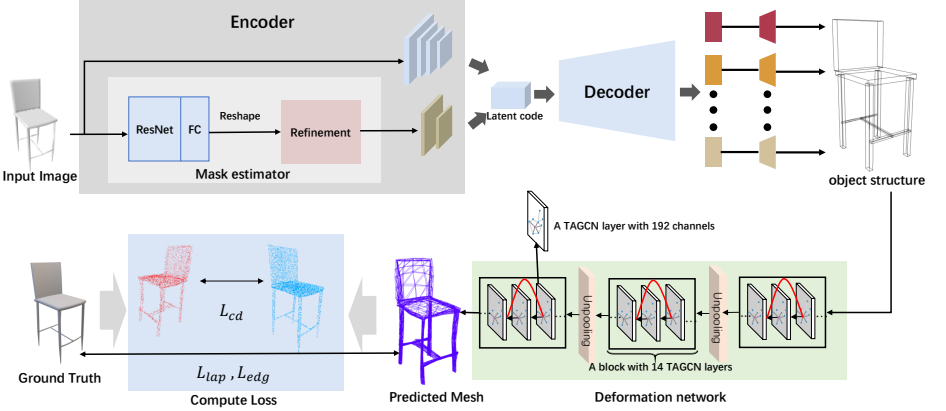 Encoder
Decoder
Latent code
ResNet
FC
Reshape
Refinement
Mask estimator
Input Image
object structure
A TAGCN layer with 192 channels
Unpooling
Unpooling
A block with 14 TAGCN layers
Deformation network
L_cd
L_lap , L_edg
Ground Truth
Compute Loss
Predicted Mesh